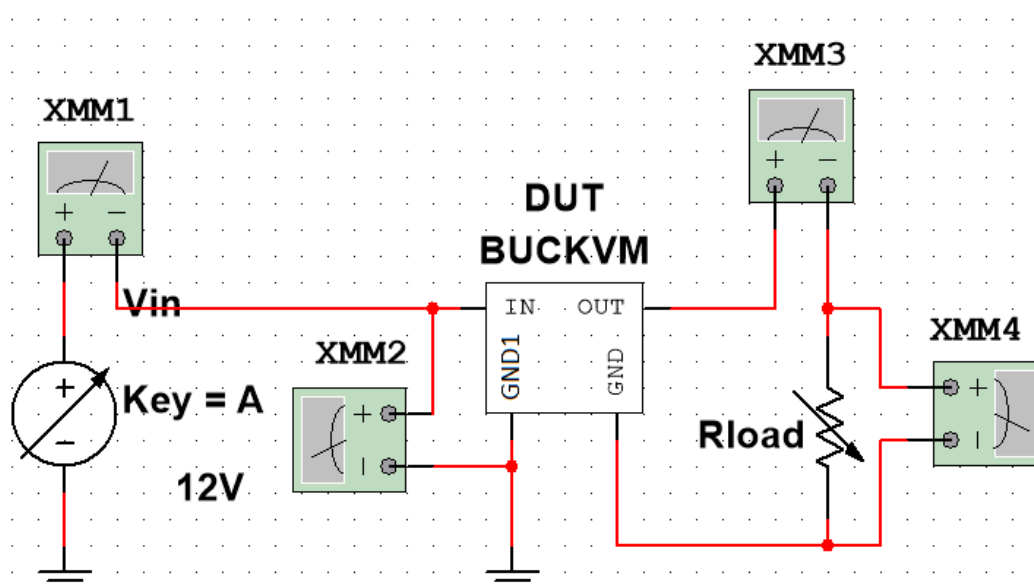 XMM3
XMM1
+ −
+ −
DUT
BUCKVM
Vin
IN OUT
XMM4
XMM2
GND1
GND
+
−
Key = A
+
−
+
−
Rload
12V